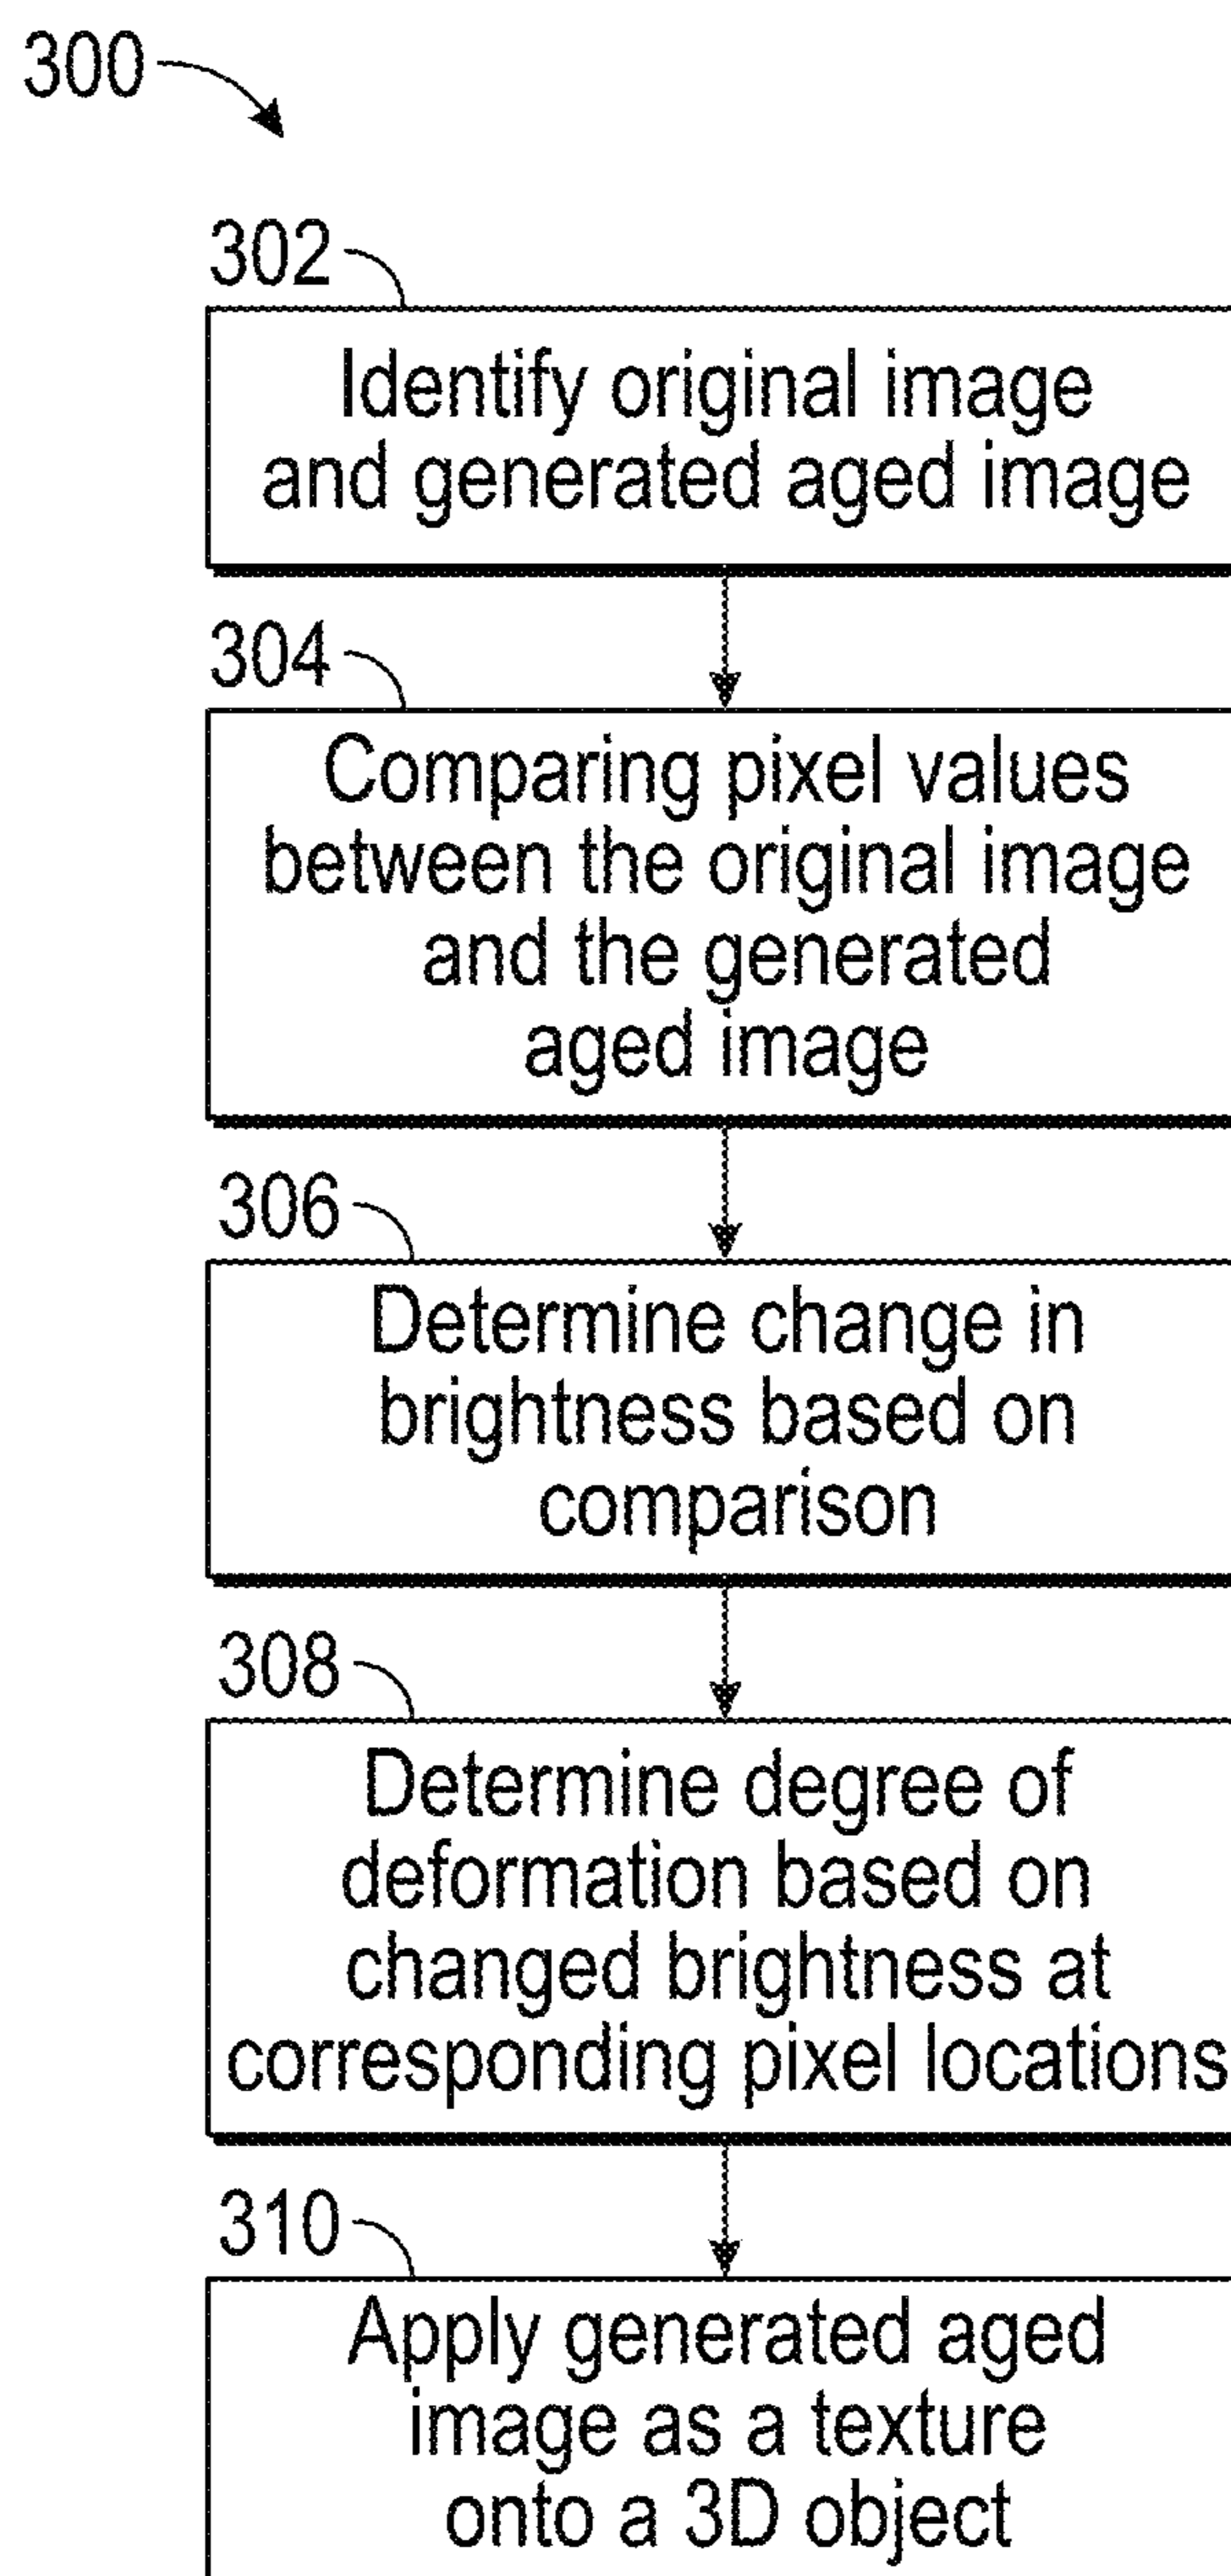 300
302
Identify original image
and generated aged image
304
Comparing pixel values
between the original image
and the generated
aged image
306
Determine change in
brightness based on
comparison
308
Determine degree of
deformation based on
changed brightness at
corresponding pixel locations
310
Apply generated aged
image as a texture
onto a 3D object